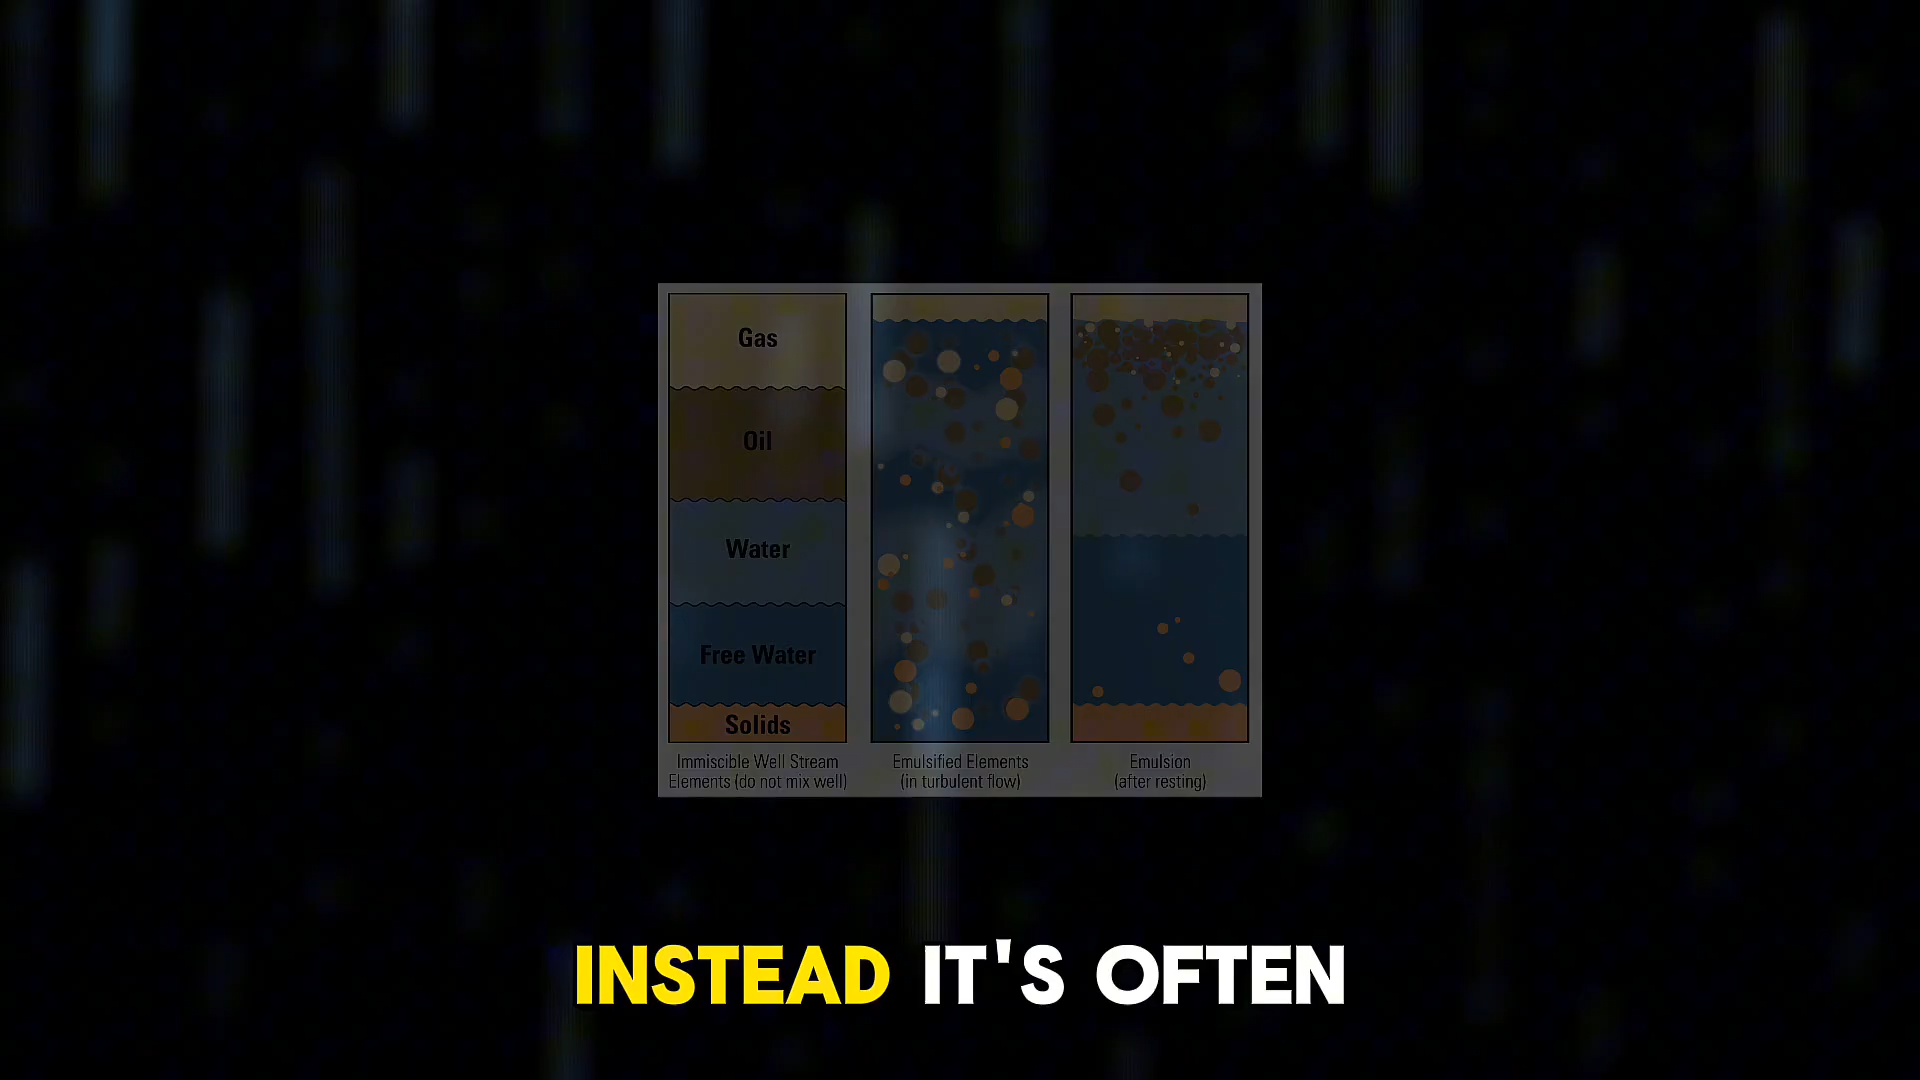 Gas
Oil
Water
Free Water
Solids
Immiscible Well Stream
Elements (do not mix well)
Emulsified Elements
(in turbulent flow)
Emulsion
(after resting)
INSTEAD IT'S OFTEN